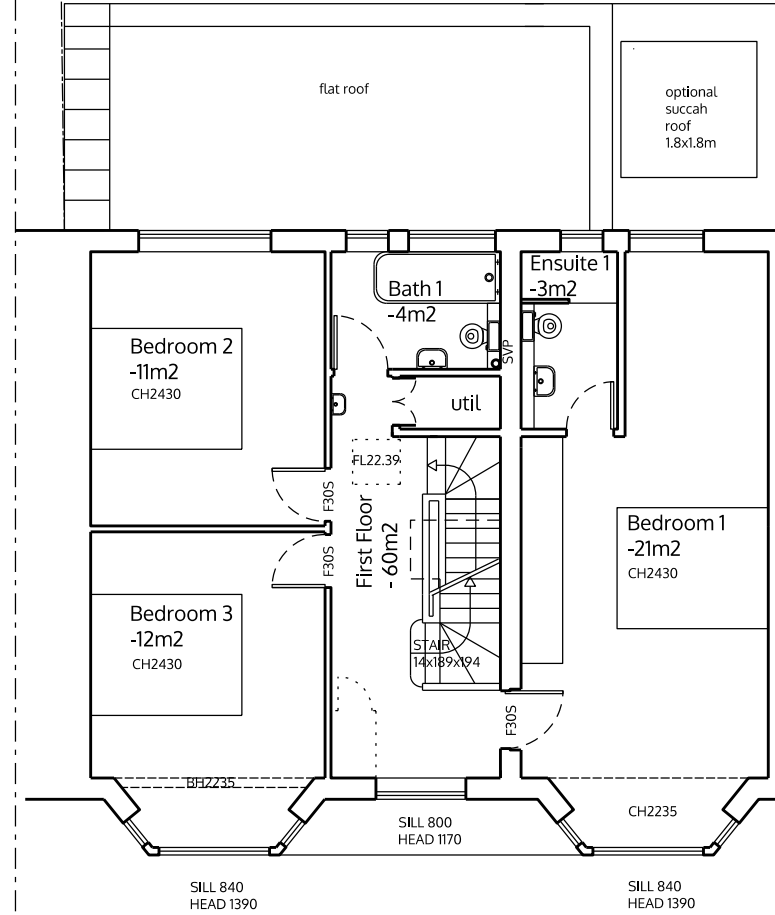 flat roof
optional
succah
roof
1.8x1.8m
Ensuite 1
-3m2
Bath 1
-4m2
SVP
Bedroom 2
-11m2
CH2430
util
FL22.39
F30S
First Floor
- 60m2
Bedroom 1
-21m2
CH2430
F30S
Bedroom 3
-12m2
CH2430
STAIR
14x189x194
F30S
BH2235
CH2235
SILL 800
HEAD 1170
SILL 840
HEAD 1390
SILL 840
HEAD 1390